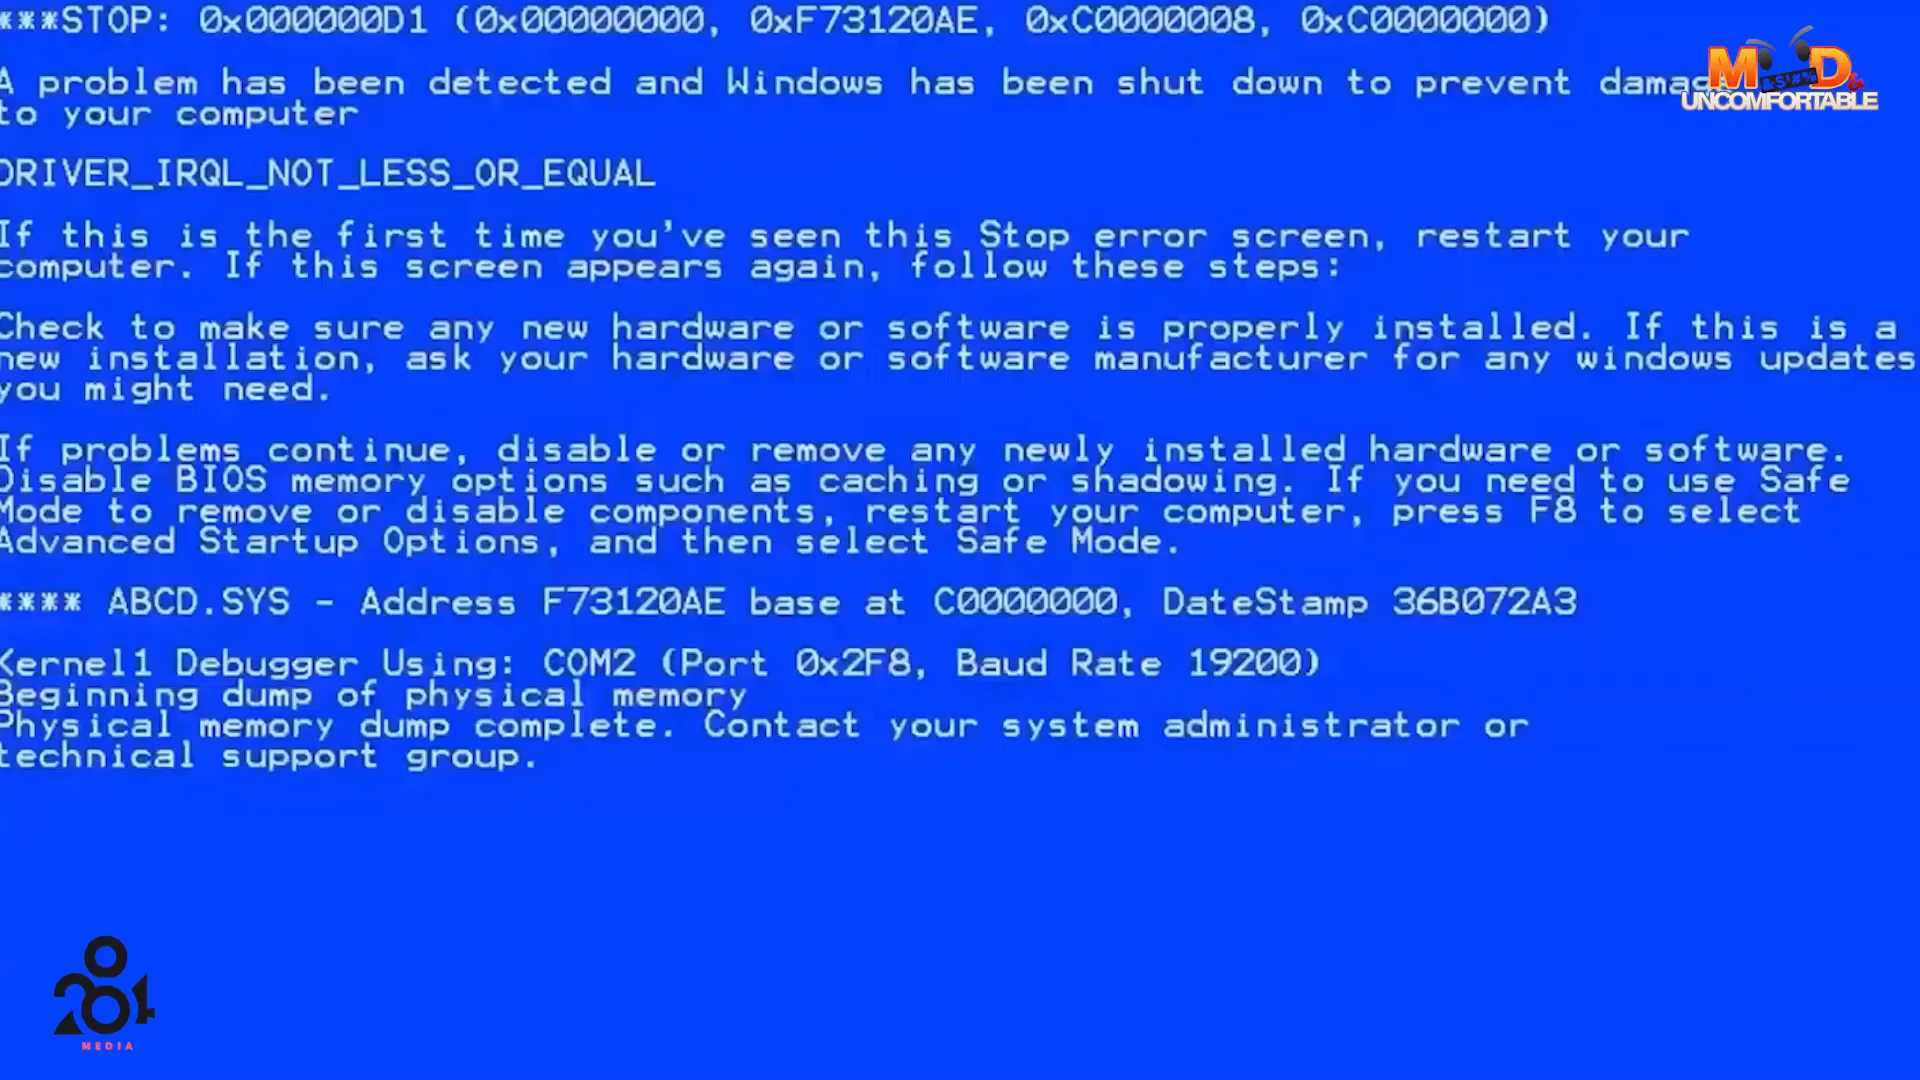 ***STOP: 0x000000D1 (0x00000000, 0xF73120AE, 0xC0000008, 0xC0000000)
A problem has been detected and Windows has been shut down to prevent damage
to your computer
DRIVER_IRQL_NOT_LESS_OR_EQUAL
If this is the first time you've seen this Stop error screen, restart your
computer. If this screen appears again, follow these steps:
Check to make sure any new hardware or software is properly installed. If this is a
new installation, ask your hardware or software manufacturer for any windows updates
you might need.
If problems continue, disable or remove any newly installed hardware or software.
Disable BIOS memory options such as caching or shadowing. If you need to use Safe
Mode to remove or disable components, restart your computer, press F8 to select
Advanced Startup Options, and then select Safe Mode.
**** ABCD.SYS - Address F73120AE base at C0000000, DateStamp 36B072A3
Kernel1 Debugger Using: COM2 (Port 0x2F8, Baud Rate 19200)
Beginning dump of physical memory
Physical memory dump complete. Contact your system administrator or
technical support group.
UNCOMFORTABLE
MEDIA